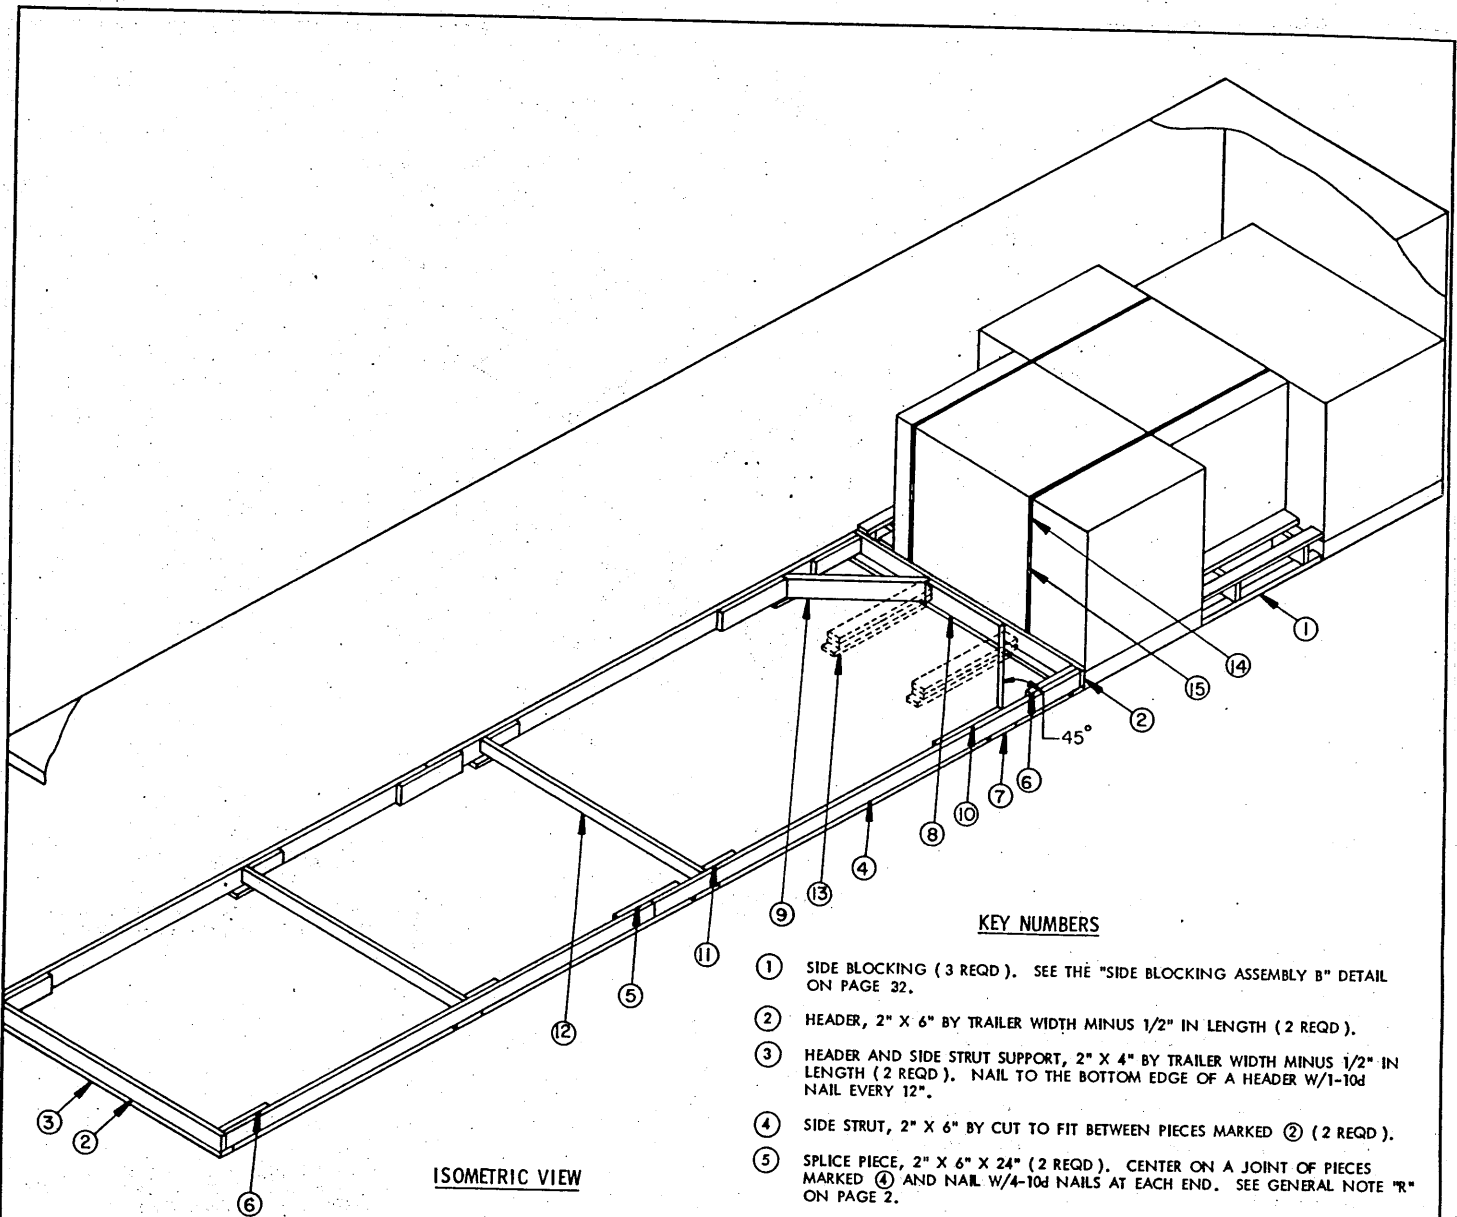 1
14
15
2
45°
6
7
10
8
4
13
9
11
5
12
3
2
6
ISOMETRIC VIEW
KEY NUMBERS
1 SIDE BLOCKING (3 REQD). SEE THE "SIDE BLOCKING ASSEMBLY B" DETAIL
ON PAGE 32.
2 HEADER, 2" X 6" BY TRAILER WIDTH MINUS 1/2" IN LENGTH (2 REQD).
3 HEADER AND SIDE STRUT SUPPORT, 2" X 4" BY TRAILER WIDTH MINUS 1/2" IN
LENGTH (2 REQD). NAIL TO THE BOTTOM EDGE OF A HEADER W/1-10d
NAIL EVERY 12".
4 SIDE STRUT, 2" X 6" BY CUT TO FIT BETWEEN PIECES MARKED 2 (2 REQD).
5 SPLICE PIECE, 2" X 6" X 24" (2 REQD). CENTER ON A JOINT OF PIECES
MARKED 4 AND NAIL W/4-10d NAILS AT EACH END. SEE GENERAL NOTE "R"
ON PAGE 2.